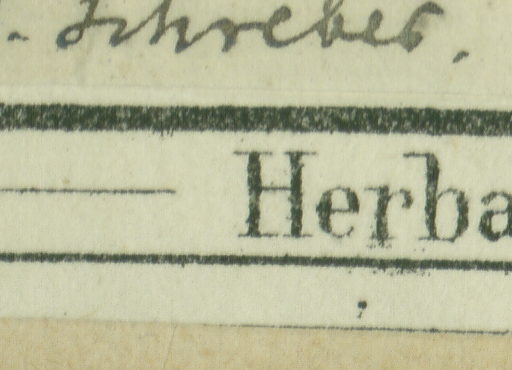 . Schreber.
Herba